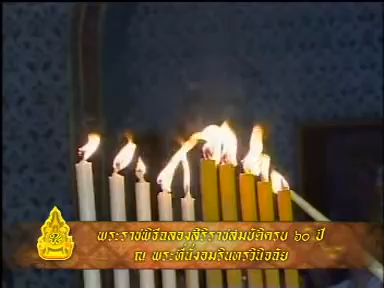 พระราชพิธีฉลองสิริราชสมบัติครบ ๖๐ ปี
ณ พระที่นั่งอมรินทรวินิจฉัย